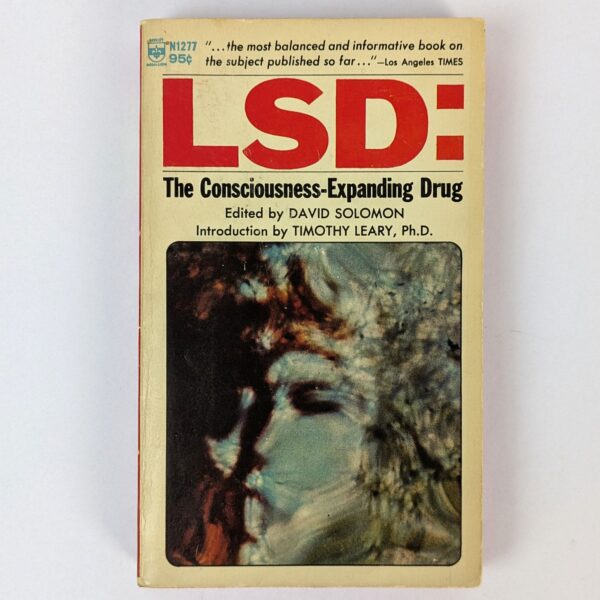 N1277
95¢
"...the most balanced and informative book on
the subject published so far..."—Los Angeles TIMES
LSD:
The Consciousness-Expanding Drug
Edited by DAVID SOLOMON
Introduction by TIMOTHY LEARY, Ph.D.